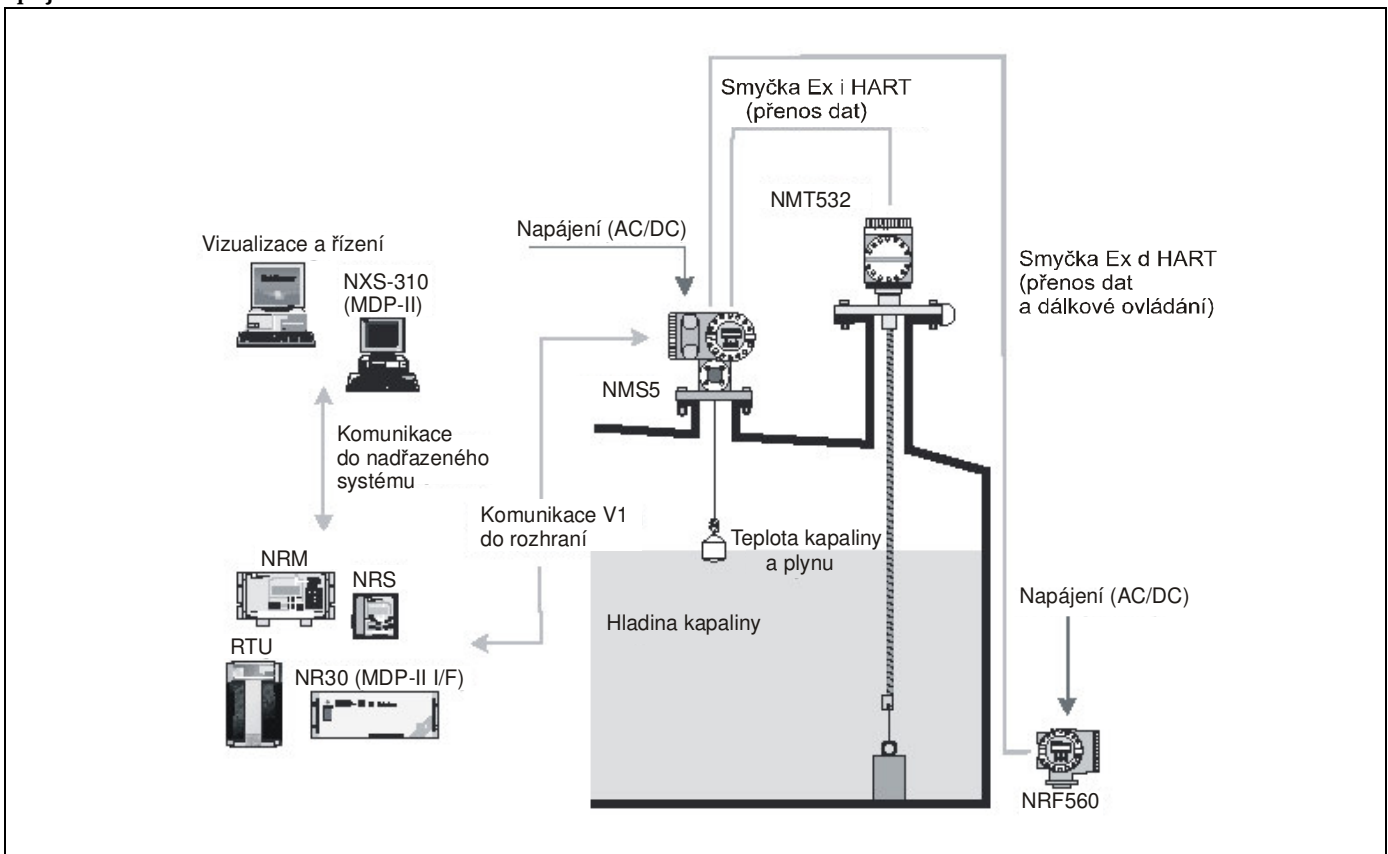 Smyčka Ex i HART
(přenos dat)
NMT532
Napájení (AC/DC)
Vizualizace a řízení
NXS-310
(MDP-II)
Smyčka Ex d HART
(přenos dat
a dálkové ovládání)
NMS5
Komunikace
do nadřazeného
systému
Komunikace V1
do rozhraní
Teplota kapaliny
a plynu
NRM
NRS
Napájení (AC/DC)
Hladina kapaliny
RTU
NR30 (MDP-II I/F)
NRF560